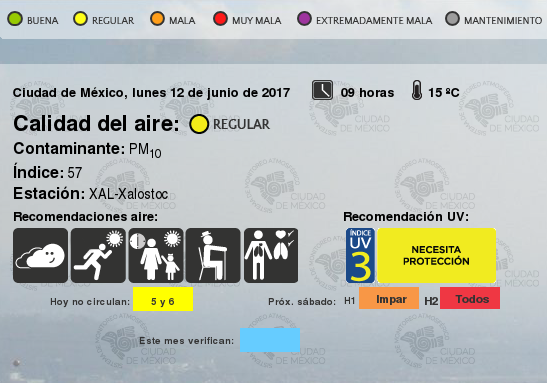 BUENA REGULAR MALA MUY MALA EXTREMADAMENTE MALA MANTENIMIENTO
Ciudad de México, lunes 12 de junio de 2017 09 horas 15 ºC
Calidad del aire: REGULAR
Contaminante: PM10
Índice: 57
Estación: XAL-Xalostoc
Recomendaciones aire: Recomendación UV:
ÍNDICE
UV
3
NECESITA
PROTECCIÓN
Hoy no circulan: 5 y 6 Próx. sábado: H1 Impar H2 Todos
Este mes verifican:
CIUDAD
DE MÉXICO